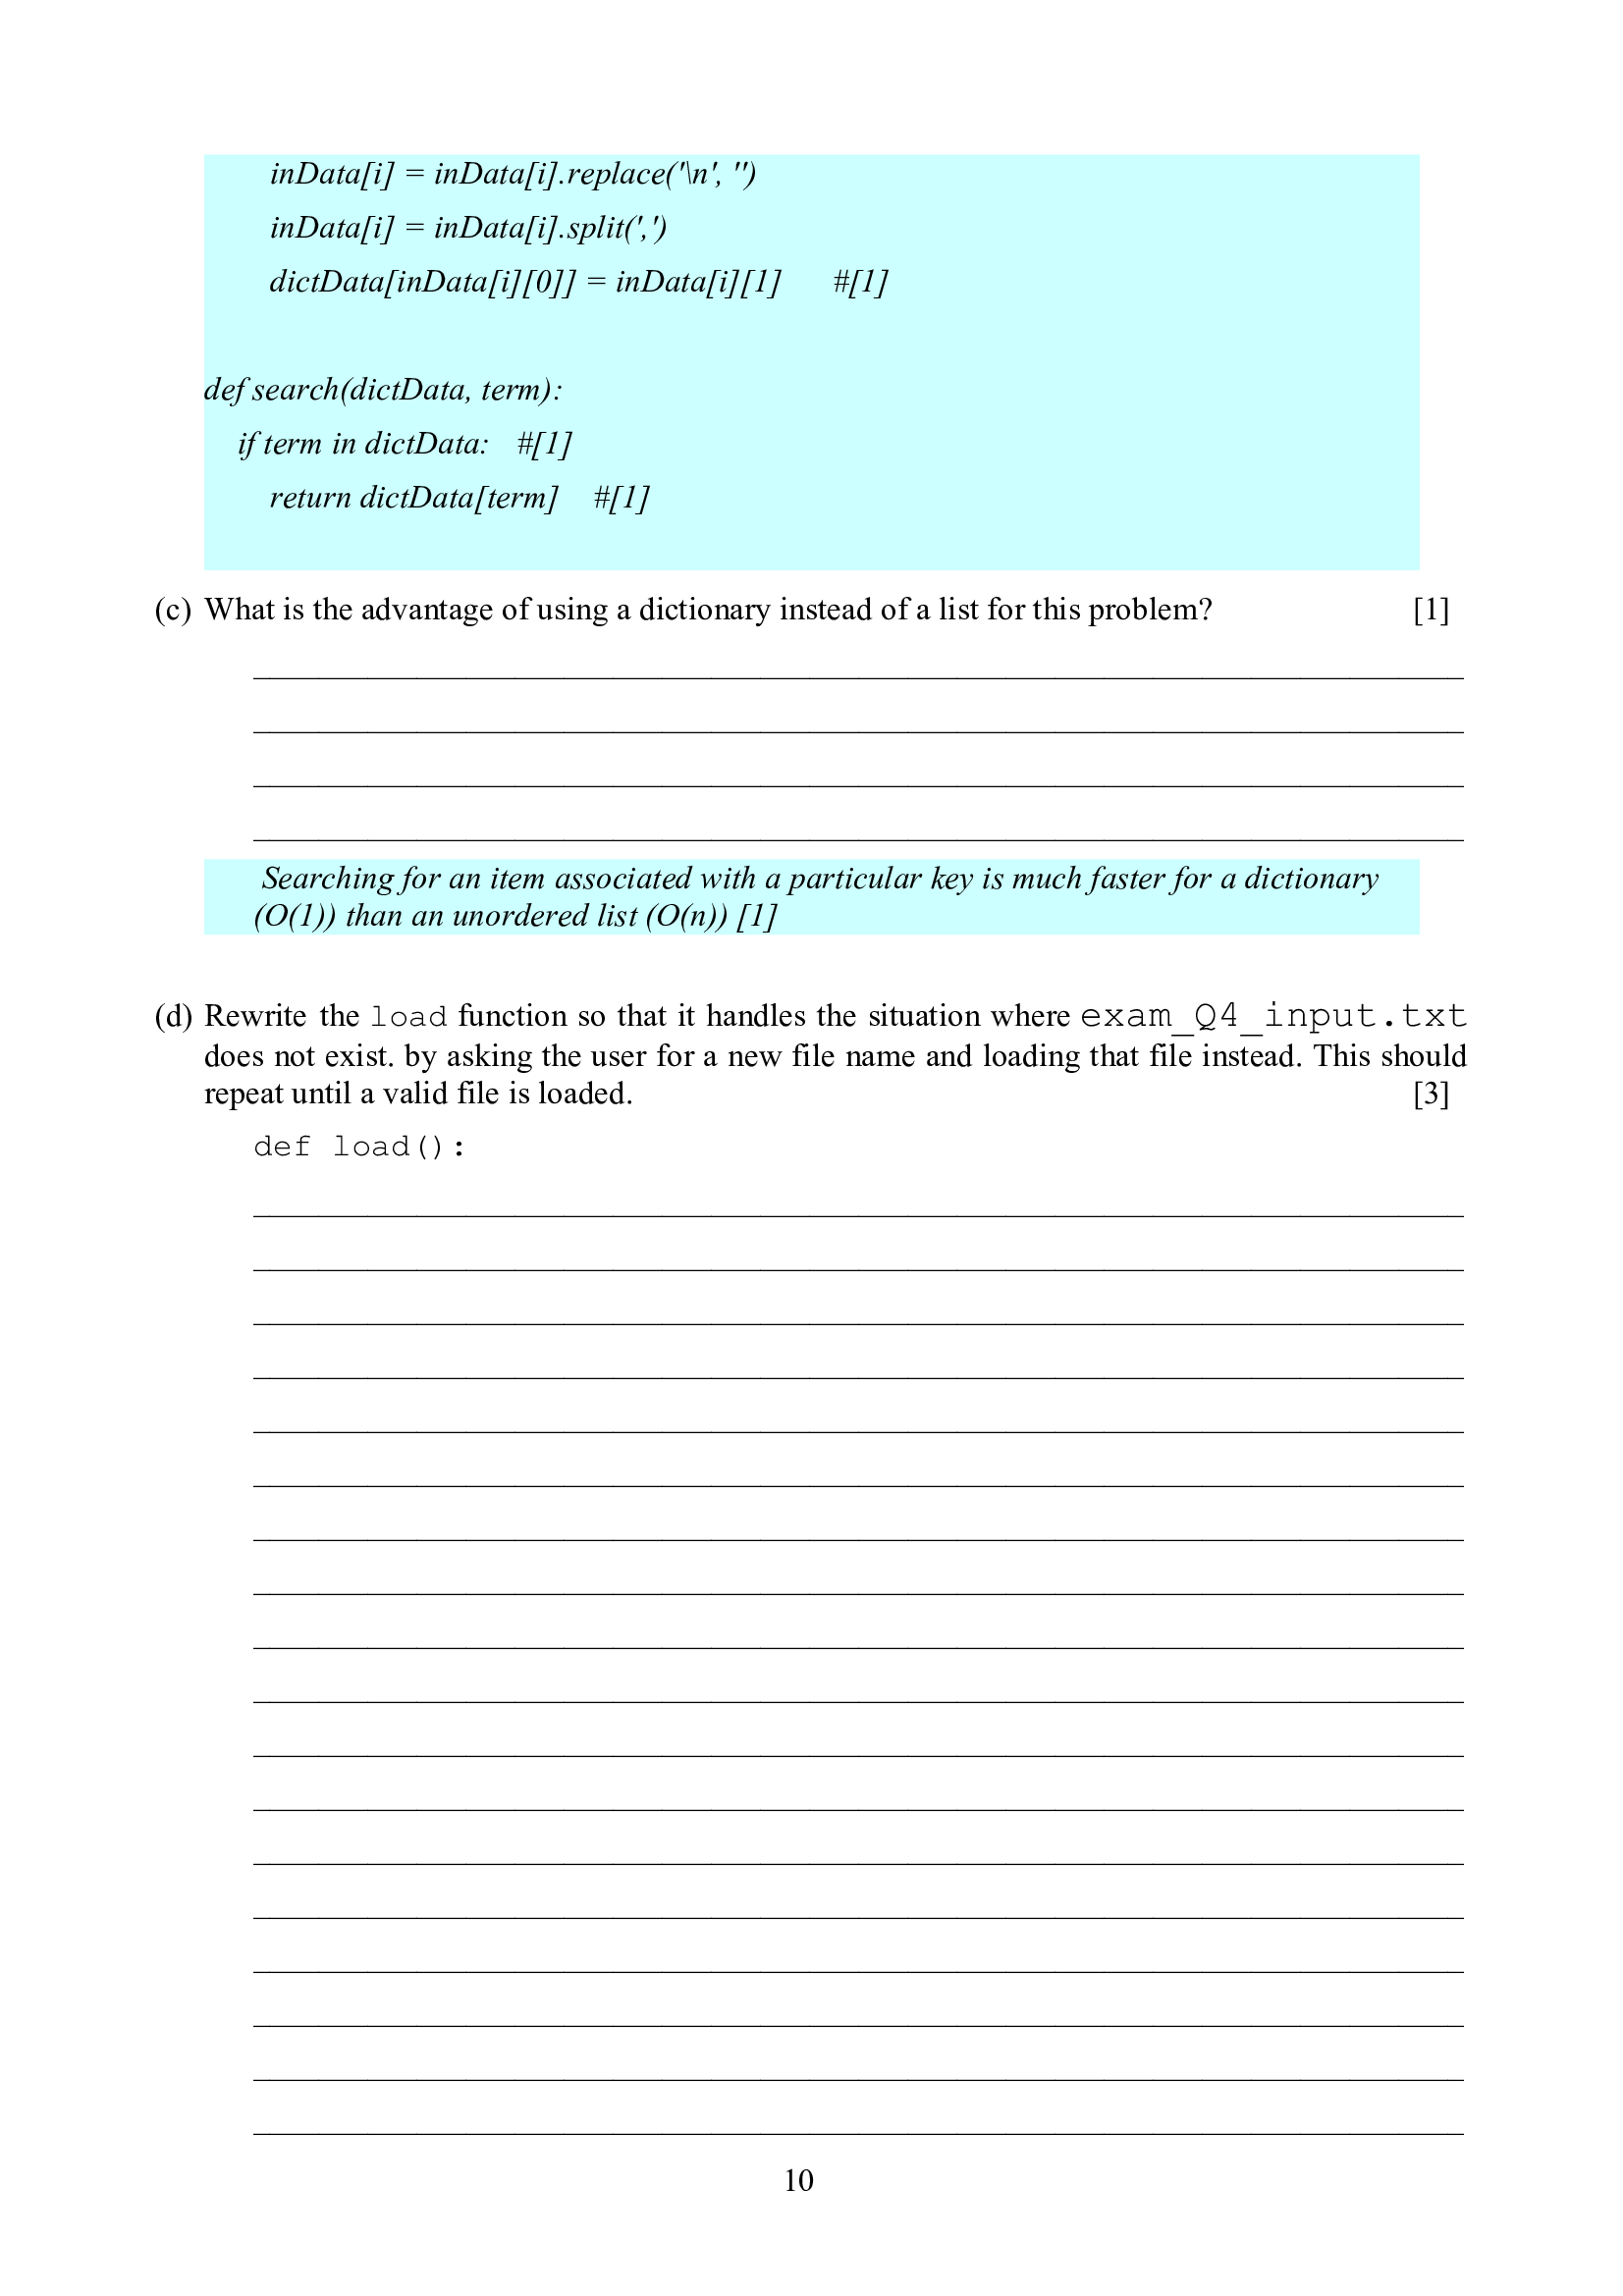 inData[i] = inData[i].replace('\n', '')
inData[i] = inData[i].split(',')
dictData[inData[i][0]] = inData[i][1] #[1]
def search(dictData, term):
if term in dictData: #[1]
return dictData[term] #[1]
(c) What is the advantage of using a dictionary instead of a list for this problem? [1]
Searching for an item associated with a particular key is much faster for a dictionary
(O(1)) than an unordered list (O(n)) [1]
(d) Rewrite the load function so that it handles the situation where exam_Q4_input.txt
does not exist. by asking the user for a new file name and loading that file instead. This should
repeat until a valid file is loaded. [3]
def load():
10